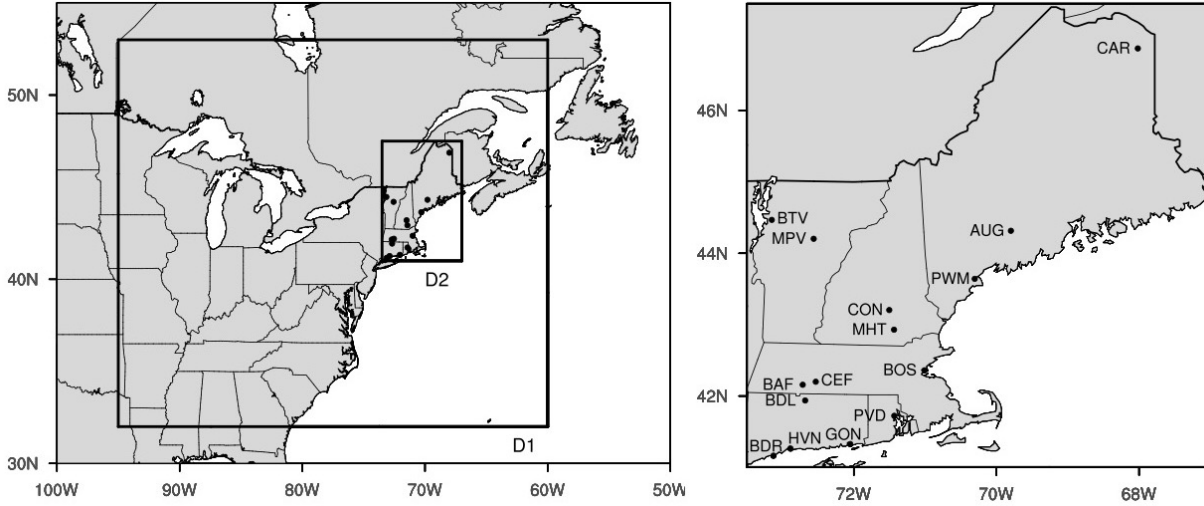 50N
40N
30N
100W 90W 80W 70W 60W 50W
D2
D1
46N
44N
42N
72W 70W 68W
CAR
BTV
MPV
AUG
PWM
CON
MHT
BOS
BAF CEF
BDL
PVD
BDR HVN GON